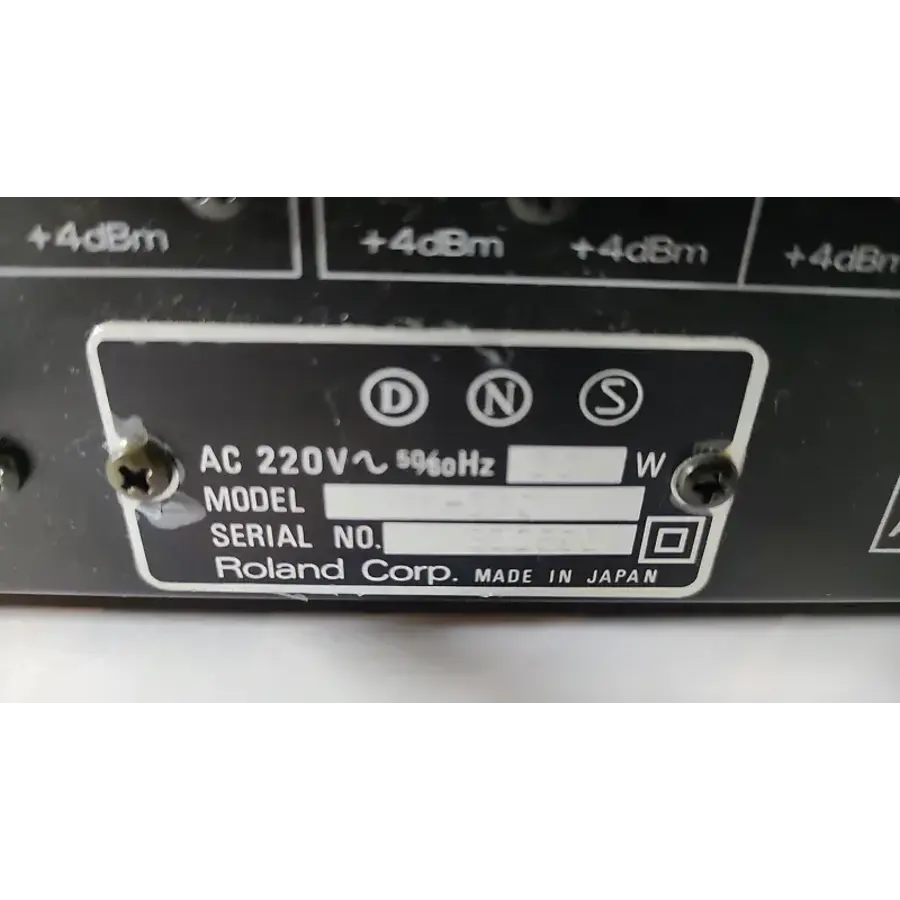 +4dBm +4dBm +4dBm +4dBm
D N S
AC 220V~ 50/60Hz W
MODEL
SERIAL NO.
Roland Corp. MADE IN JAPAN